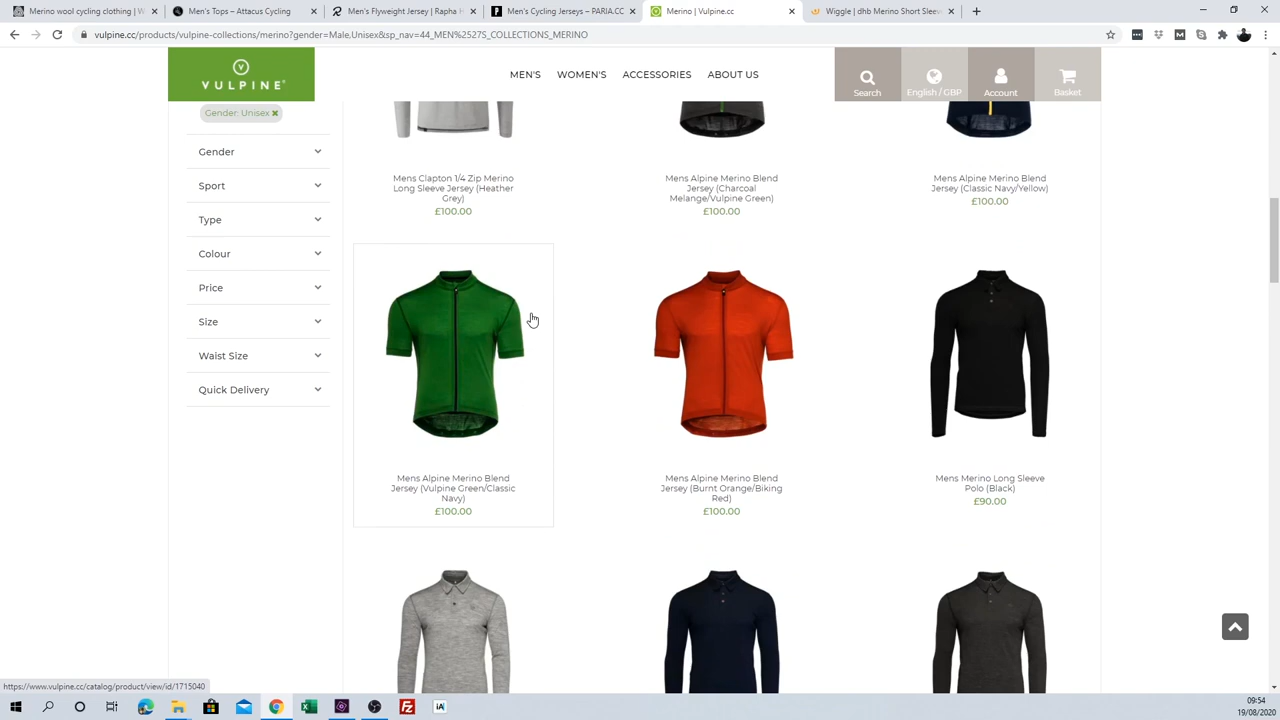 Merino wool cycling clothing | W
Men's Tops – Attacus Cycling
Men's Flyweight Jersey | Rapha
Men's Cycling Jerseys – PARALC
Merino | Vulpine.cc
Wiggle | dhb Merino Short Sleev
vulpine.cc/products/vulpine-collections/merino?gender=Male,Unisex&sp_nav=44_MEN%2527S_COLLECTIONS_MERINO
VULPINE
MEN'S WOMEN'S ACCESSORIES ABOUT US
Search English / GBP Account Basket
Gender: Unisex ×
Gender
Sport
Type
Colour
Price
Size
Waist Size
Quick Delivery
Mens Clapton 1/4 Zip Merino
Long Sleeve Jersey (Heather
Grey)
£100.00
Mens Alpine Merino Blend
Jersey (Charcoal
Melange/Vulpine Green)
£100.00
Mens Alpine Merino Blend
Jersey (Classic Navy/Yellow)
£100.00
Mens Alpine Merino Blend
Jersey (Vulpine Green/Classic
Navy)
£100.00
Mens Alpine Merino Blend
Jersey (Burnt Orange/Biking
Red)
£100.00
Mens Merino Long Sleeve
Polo (Black)
£90.00
https://www.vulpine.cc/catalog/product/view/id/1715040
09:54
19/08/2020